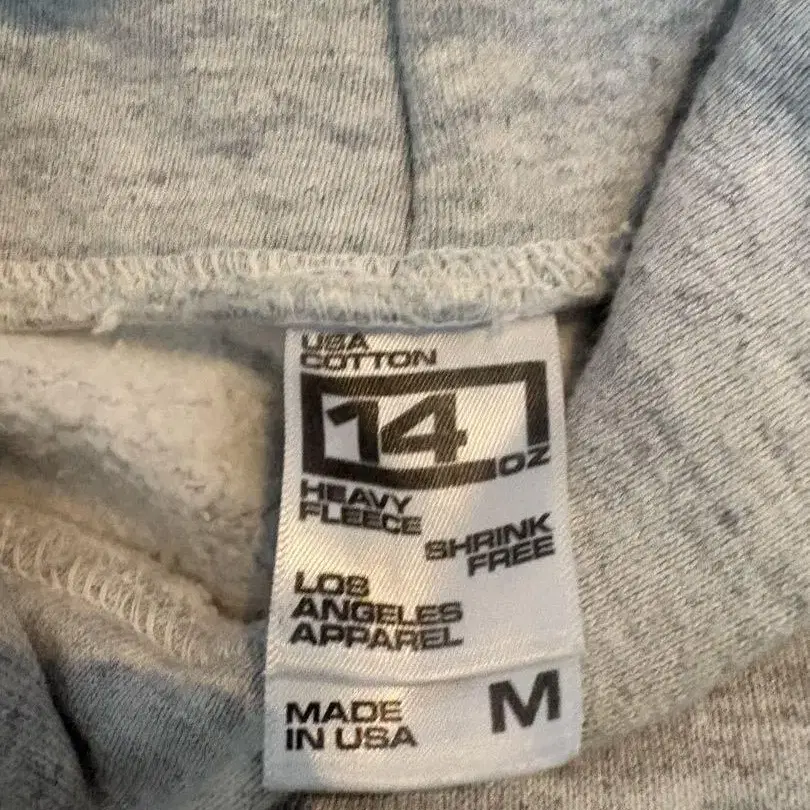 USA
COTTON
14
OZ
HEAVY
FLEECE
SHRINK
FREE
LOS
ANGELES
APPAREL
MADE
IN USA
M